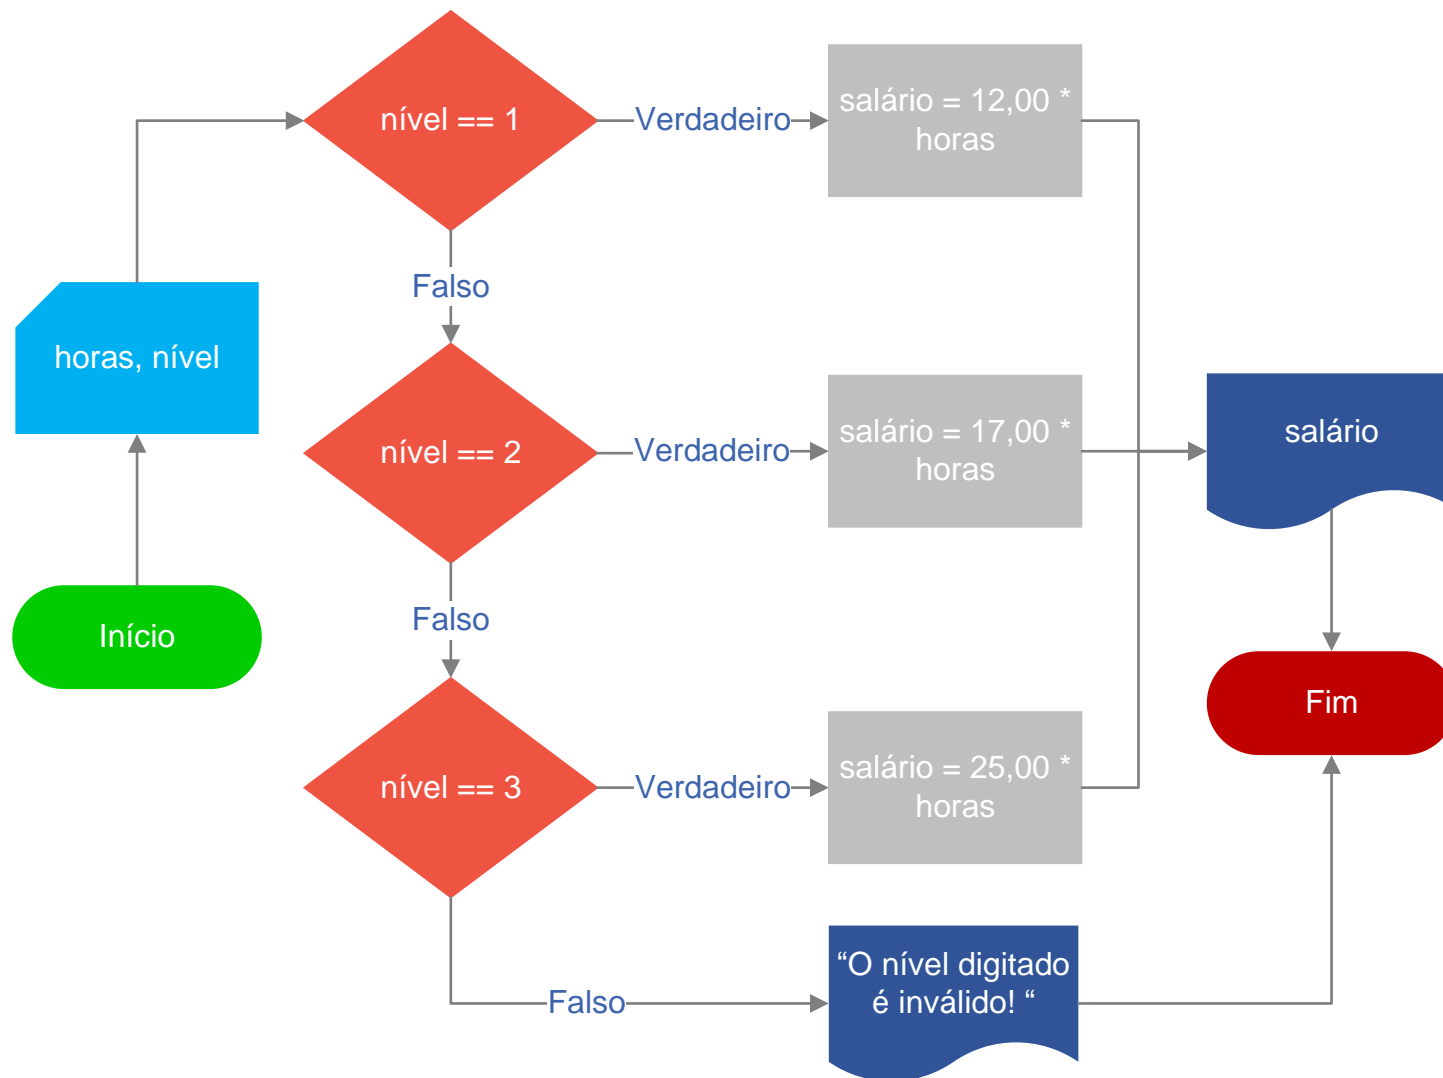 nível == 1
Verdadeiro
salário = 12,00 *
horas
Falso
horas, nível
nível == 2
Verdadeiro
salário = 17,00 *
horas
salário
Falso
Início
nível == 3
Verdadeiro
salário = 25,00 *
horas
Fim
Falso
“O nível digitado
é inválido! “